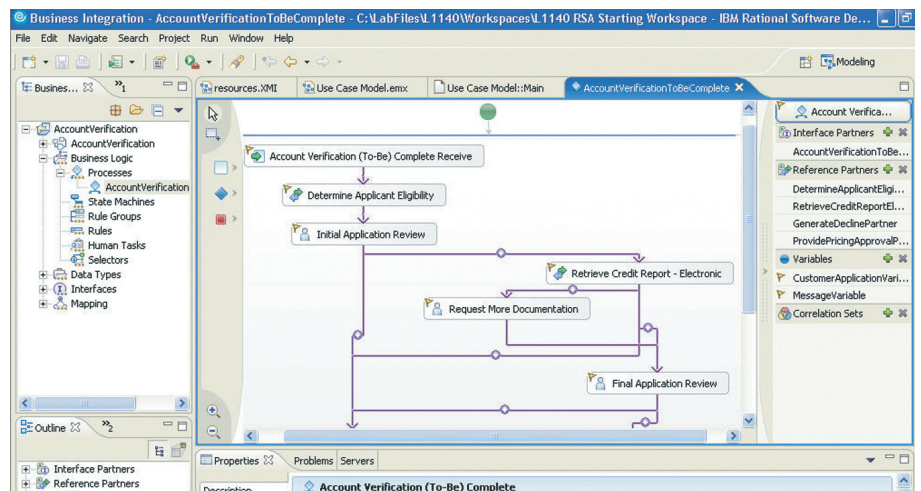 Business Integration - AccountVerificationToBeComplete - C:\LabFiles\L1140\Workspaces\L1140 RSA Starting Workspace - IBM Rational Software De...
File Edit Navigate Search Project Run Window Help
Modeling
Busines...
»1
resources.XMI
Use Case Model.emx
Use Case Model::Main
AccountVerificationToBeComplete
AccountVerification
AccountVerification
Business Logic
Processes
AccountVerification
State Machines
Rule Groups
Rules
Human Tasks
Selectors
Data Types
Interfaces
Mapping
Account Verification (To-Be) Complete Receive
Determine Applicant Eligibility
Initial Application Review
Retrieve Credit Report - Electronic
Request More Documentation
Final Application Review
Account Verifica...
Interface Partners
AccountVerificationToBe...
Reference Partners
DetermineApplicantEligi...
RetrieveCreditReportEl...
GenerateDeclinePartner
ProvidePricingApprovalP...
Variables
CustomerApplicationVari...
MessageVariable
Correlation Sets
Outline
»2
Interface Partners
Reference Partners
Properties
Problems
Servers
Description
Account Verification (To-Be) Complete